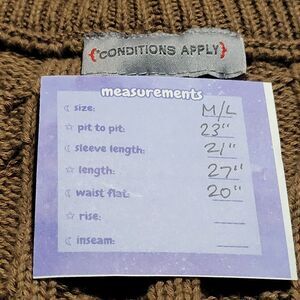 {*CONDITIONS APPLY}
measurements
size: M/L
pit to pit: 23"
sleeve length: 21"
length: 27"
waist flat: 20"
rise:
inseam: